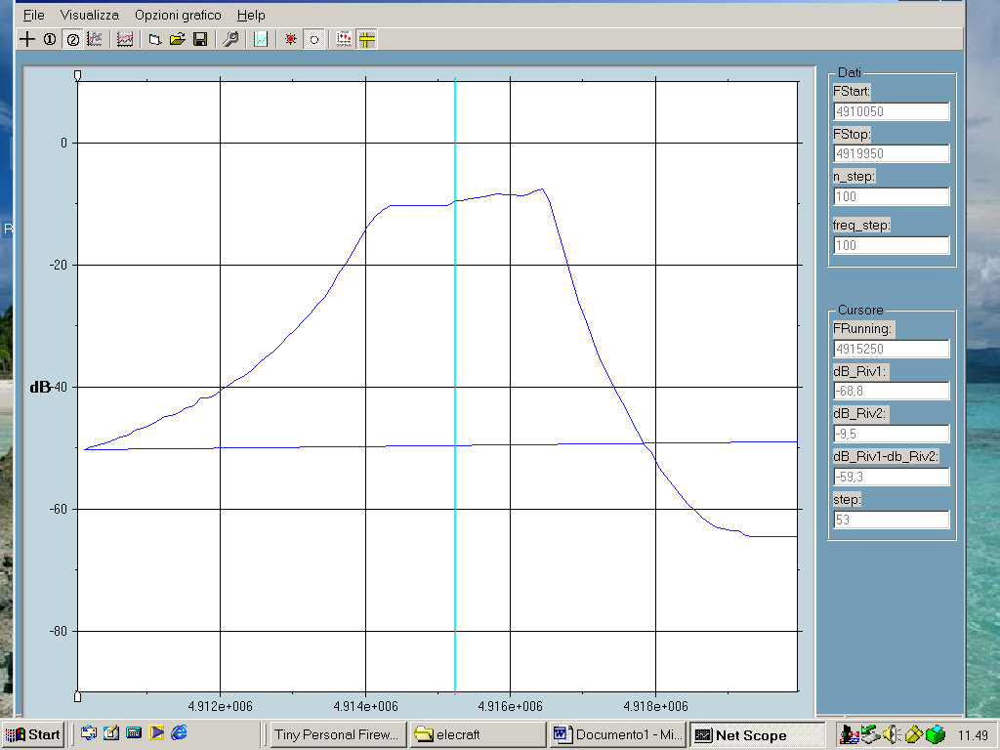 File Visualizza Opzioni grafico Help
1 2
R
Dati
FStart:
4910050
FStop:
4919950
n_step:
100
freq_step:
100
Cursore
FRunning:
4915250
dB_Riv1:
-68,8
dB_Riv2:
-9,5
dB_Riv1-db_Riv2:
-59,3
step:
53
0
-20
dB
-40
-60
-80
4.912e+006 4.914e+006 4.916e+006 4.918e+006
Start Tiny Personal Firew... elecraft Documento1 - Mi... Net Scope 11.49